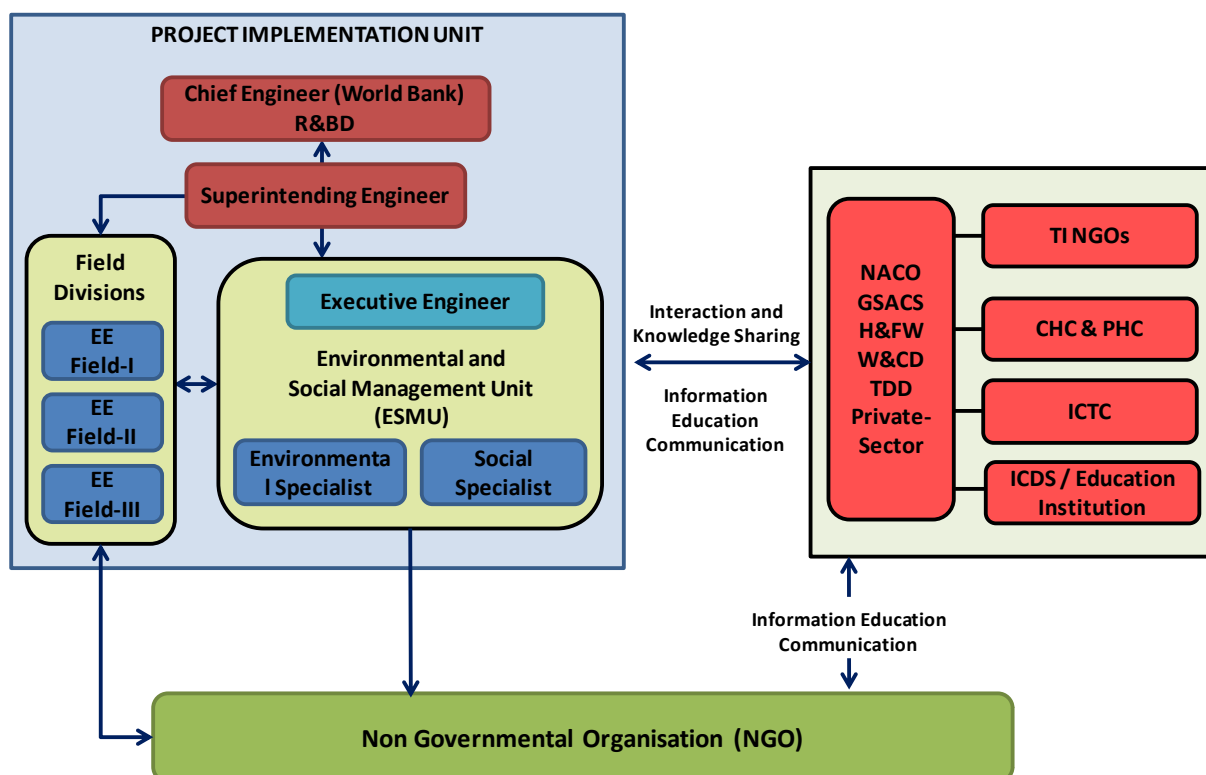 PROJECT IMPLEMENTATION UNIT
Chief Engineer (World Bank)
R&BD
Superintending Engineer
Field
Divisions
EE
Field-I
EE
Field-II
EE
Field-III
Executive Engineer
Environmental and
Social Management Unit
(ESMU)
Environmenta
l Specialist
Social
Specialist
Interaction and
Knowledge Sharing
Information
Education
Communication
NACO
GSACS
H&FW
W&CD
TDD
Private-
Sector
TI NGOs
CHC & PHC
ICTC
ICDS / Education
Institution
Information Education
Communication
Non Governmental Organisation (NGO)